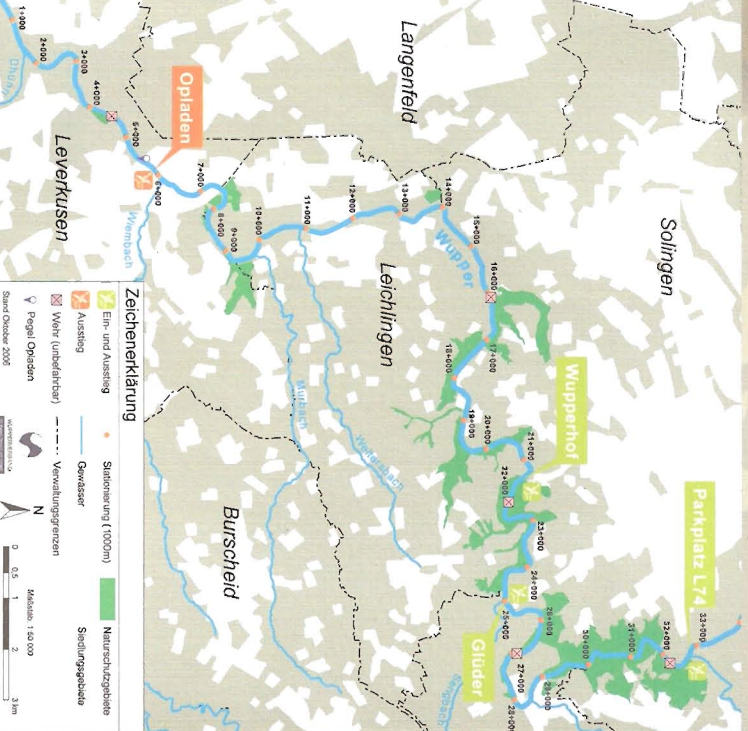 1+000
2+000
3+000
4+000
5+000
6+000
7+000
8+000
9+000
10+000
11+000
12+000
13+000
14+000
15+000
16+000
17+000
18+000
19+000
20+000
21+000
22+000
23+000
24+000
25+000
26+000
27+000
28+000
29+000
30+000
31+000
32+000
33+000
Langenfeld
Solingen
Opladen
Leverkusen
Leichlingen
Wupper
Wupperhof
Parkplatz L74
Glüder
Burscheid
Dhünn
Wiembach
Murbach
Weltersbach
Zeichenerklärung
Ein- und Ausstieg
Ausstieg
Wehr (unbefahrbar)
Pegel Opladen
Stationierung (1000m)
Gewässer
Verwaltungsgrenzen
Naturschutzgebiete
Siedlungsgebiete
Stand Oktober 2006
WUPPERVERBAND
N
Maßstab: 1:50 000
0 0,5 1 2 3 km